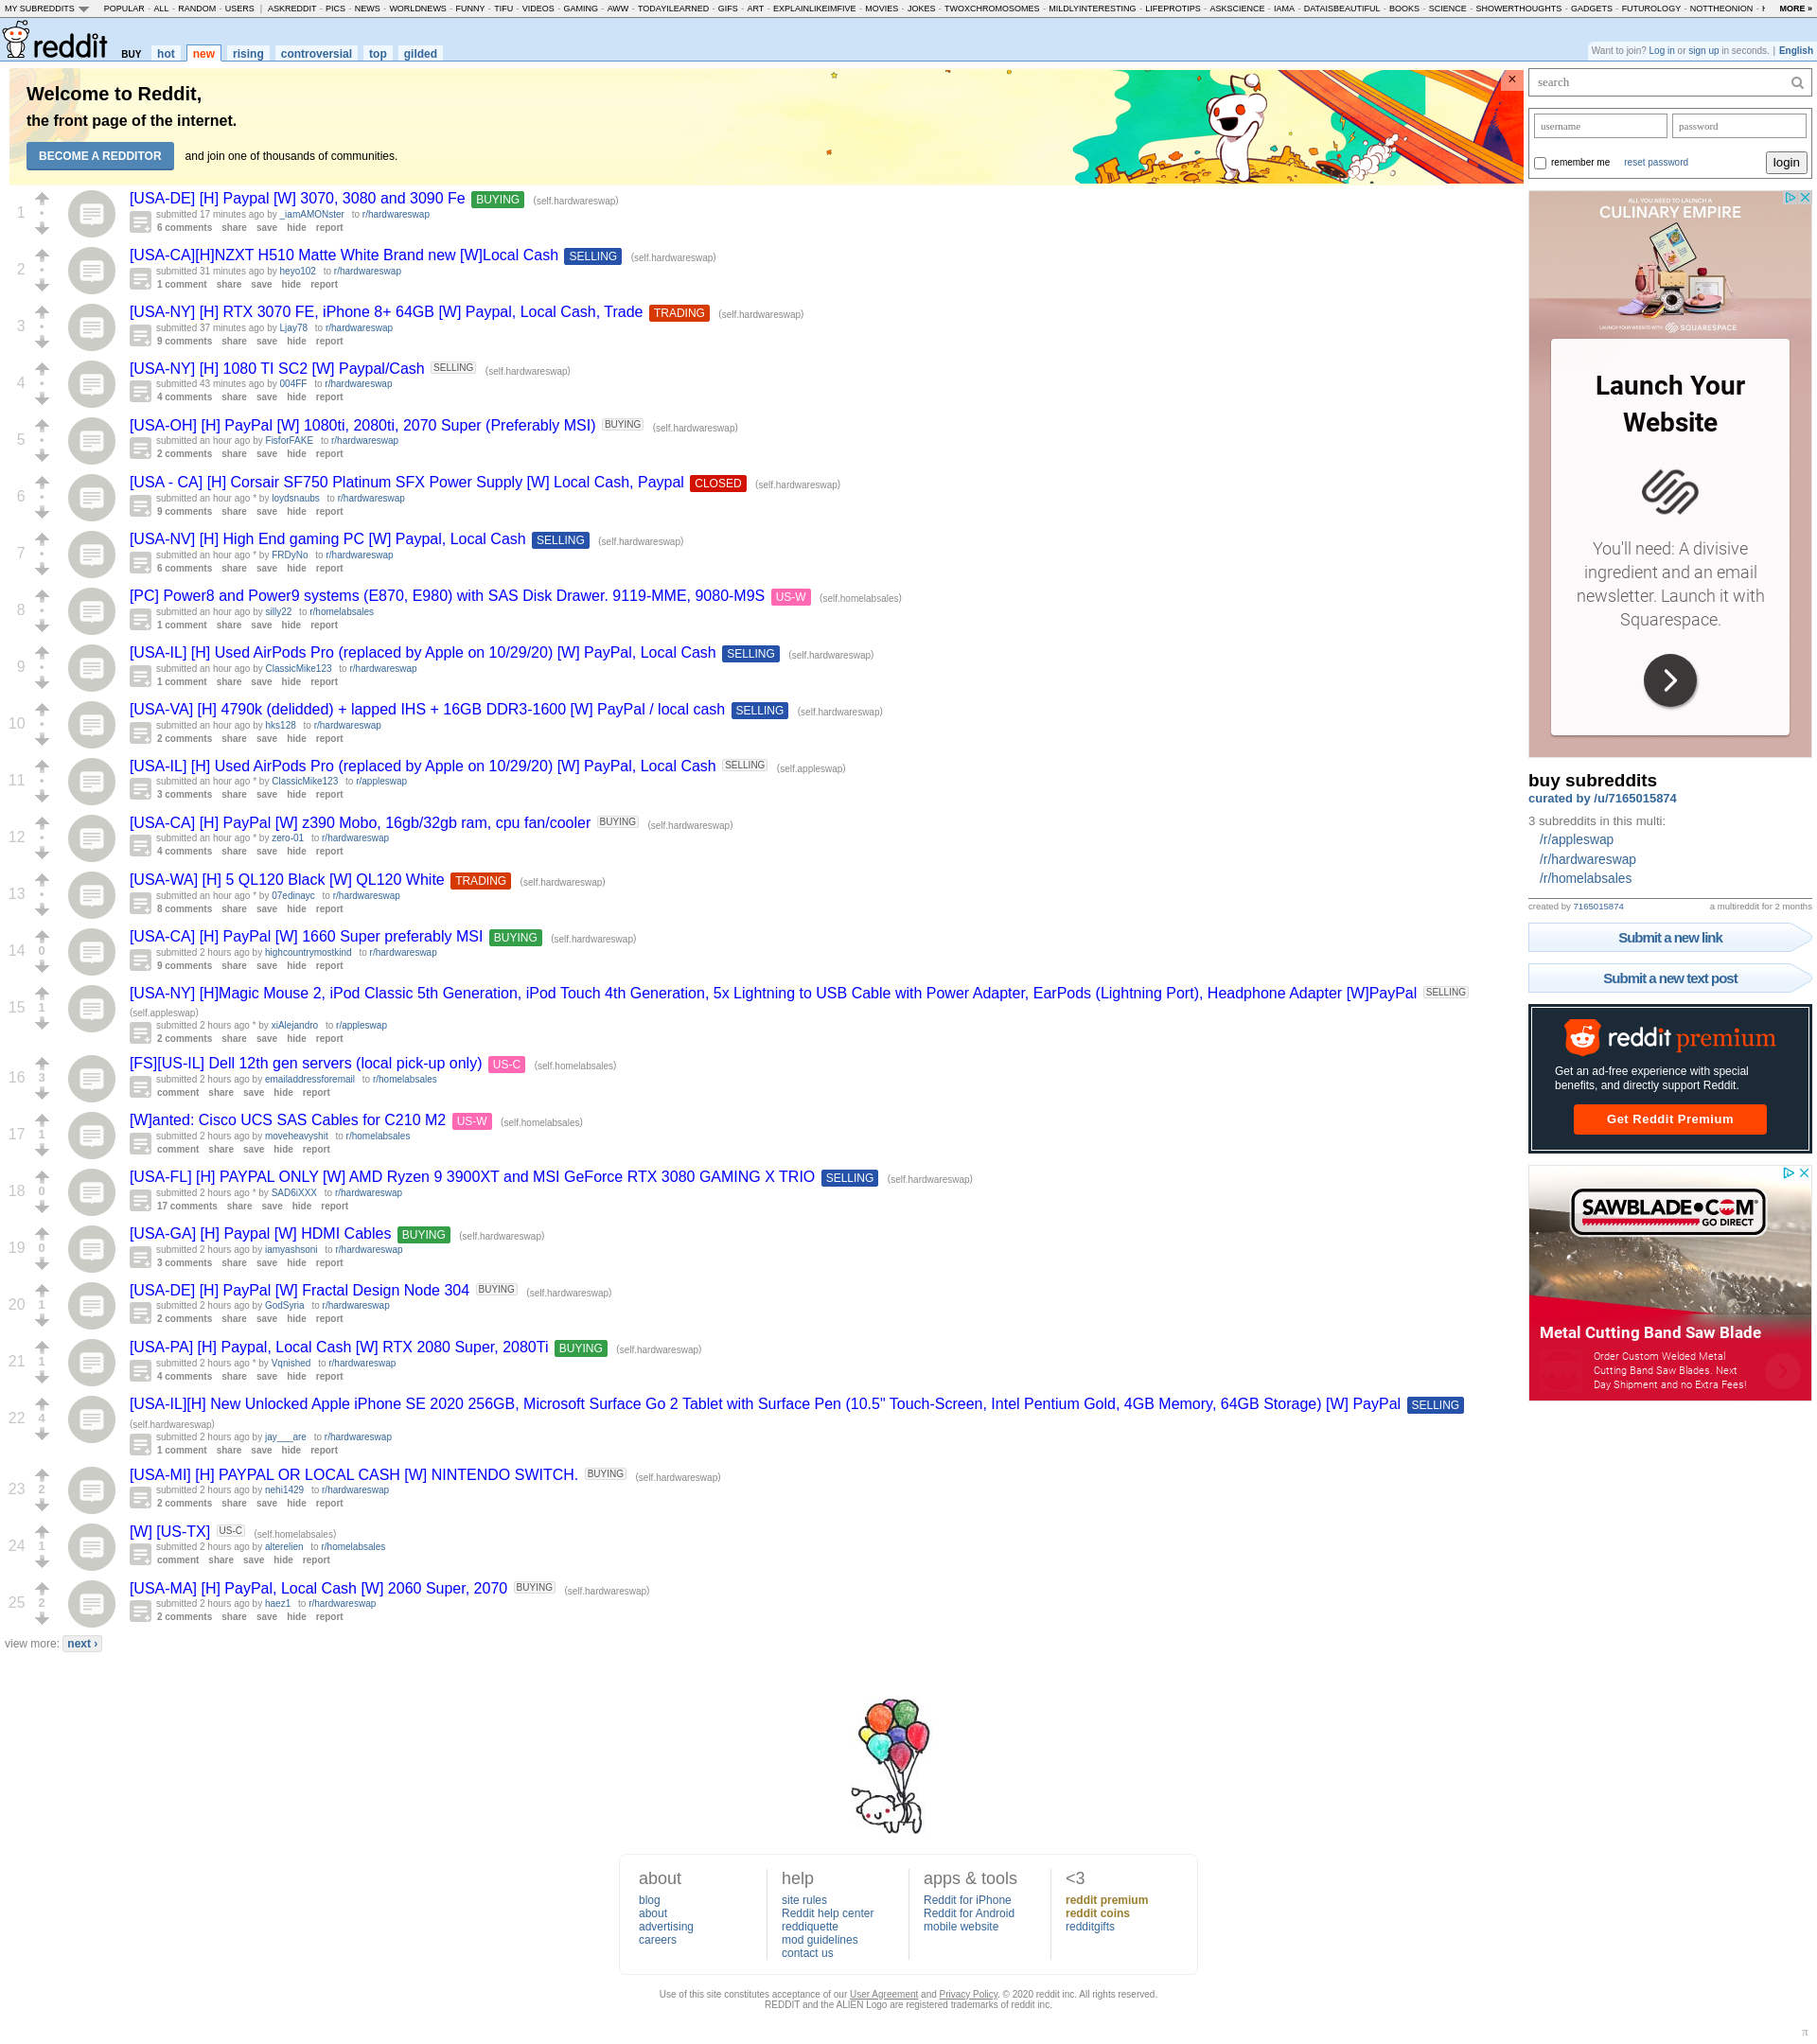 MY SUBREDDITS POPULAR - ALL - RANDOM - USERS | ASKREDDIT - PICS - NEWS - WORLDNEWS - FUNNY - TIFU - VIDEOS - GAMING - AWW - TODAYILEARNED - GIFS - ART - EXPLAINLIKEIMFIVE - MOVIES - JOKES - TWOXCHROMOSOMES - MILDLYINTERESTING - LIFEPROTIPS - ASKSCIENCE - IAMA - DATAISBEAUTIFUL - BOOKS - SCIENCE - SHOWERTHOUGHTS - GADGETS - FUTUROLOGY - NOTTHEONION - MORE »
reddit BUY hot new rising controversial top gilded
Want to join? Log in or sign up in seconds. | English
Welcome to Reddit,
the front page of the internet.
BECOME A REDDITOR and join one of thousands of communities.
×
1
[USA-DE] [H] Paypal [W] 3070, 3080 and 3090 Fe BUYING (self.hardwareswap)
submitted 17 minutes ago by _iamAMONster to r/hardwareswap
6 comments share save hide report
2
[USA-CA][H]NZXT H510 Matte White Brand new [W]Local Cash SELLING (self.hardwareswap)
submitted 31 minutes ago by heyo102 to r/hardwareswap
1 comment share save hide report
3
[USA-NY] [H] RTX 3070 FE, iPhone 8+ 64GB [W] Paypal, Local Cash, Trade TRADING (self.hardwareswap)
submitted 37 minutes ago by Ljay78 to r/hardwareswap
9 comments share save hide report
4
[USA-NY] [H] 1080 TI SC2 [W] Paypal/Cash SELLING (self.hardwareswap)
submitted 43 minutes ago by 004FF to r/hardwareswap
4 comments share save hide report
5
[USA-OH] [H] PayPal [W] 1080ti, 2080ti, 2070 Super (Preferably MSI) BUYING (self.hardwareswap)
submitted an hour ago by FisforFAKE to r/hardwareswap
2 comments share save hide report
6
[USA - CA] [H] Corsair SF750 Platinum SFX Power Supply [W] Local Cash, Paypal CLOSED (self.hardwareswap)
submitted an hour ago * by loydsnaubs to r/hardwareswap
9 comments share save hide report
7
[USA-NV] [H] High End gaming PC [W] Paypal, Local Cash SELLING (self.hardwareswap)
submitted an hour ago * by FRDyNo to r/hardwareswap
6 comments share save hide report
8
[PC] Power8 and Power9 systems (E870, E980) with SAS Disk Drawer. 9119-MME, 9080-M9S US-W (self.homelabsales)
submitted an hour ago by silly22 to r/homelabsales
1 comment share save hide report
9
[USA-IL] [H] Used AirPods Pro (replaced by Apple on 10/29/20) [W] PayPal, Local Cash SELLING (self.hardwareswap)
submitted an hour ago by ClassicMike123 to r/hardwareswap
1 comment share save hide report
10
[USA-VA] [H] 4790k (delidded) + lapped IHS + 16GB DDR3-1600 [W] PayPal / local cash SELLING (self.hardwareswap)
submitted an hour ago by hks128 to r/hardwareswap
2 comments share save hide report
11
[USA-IL] [H] Used AirPods Pro (replaced by Apple on 10/29/20) [W] PayPal, Local Cash SELLING (self.appleswap)
submitted an hour ago * by ClassicMike123 to r/appleswap
3 comments share save hide report
12
[USA-CA] [H] PayPal [W] z390 Mobo, 16gb/32gb ram, cpu fan/cooler BUYING (self.hardwareswap)
submitted an hour ago * by zero-01 to r/hardwareswap
4 comments share save hide report
13
[USA-WA] [H] 5 QL120 Black [W] QL120 White TRADING (self.hardwareswap)
submitted an hour ago * by 07edinayc to r/hardwareswap
8 comments share save hide report
14 0
[USA-CA] [H] PayPal [W] 1660 Super preferably MSI BUYING (self.hardwareswap)
submitted 2 hours ago by highcountrymostkind to r/hardwareswap
9 comments share save hide report
15 1
[USA-NY] [H]Magic Mouse 2, iPod Classic 5th Generation, iPod Touch 4th Generation, 5x Lightning to USB Cable with Power Adapter, EarPods (Lightning Port), Headphone Adapter [W]PayPal SELLING
(self.appleswap)
submitted 2 hours ago * by xiAlejandro to r/appleswap
2 comments share save hide report
16 3
[FS][US-IL] Dell 12th gen servers (local pick-up only) US-C (self.homelabsales)
submitted 2 hours ago by emailaddressforemail to r/homelabsales
comment share save hide report
17 1
[W]anted: Cisco UCS SAS Cables for C210 M2 US-W (self.homelabsales)
submitted 2 hours ago by moveheavyshit to r/homelabsales
comment share save hide report
18 0
[USA-FL] [H] PAYPAL ONLY [W] AMD Ryzen 9 3900XT and MSI GeForce RTX 3080 GAMING X TRIO SELLING (self.hardwareswap)
submitted 2 hours ago * by SAD6iXXX to r/hardwareswap
17 comments share save hide report
19 0
[USA-GA] [H] Paypal [W] HDMI Cables BUYING (self.hardwareswap)
submitted 2 hours ago by iamyashsoni to r/hardwareswap
3 comments share save hide report
20 1
[USA-DE] [H] PayPal [W] Fractal Design Node 304 BUYING (self.hardwareswap)
submitted 2 hours ago by GodSyria to r/hardwareswap
2 comments share save hide report
21 1
[USA-PA] [H] Paypal, Local Cash [W] RTX 2080 Super, 2080Ti BUYING (self.hardwareswap)
submitted 2 hours ago * by Vqnished to r/hardwareswap
4 comments share save hide report
22 4
[USA-IL][H] New Unlocked Apple iPhone SE 2020 256GB, Microsoft Surface Go 2 Tablet with Surface Pen (10.5" Touch-Screen, Intel Pentium Gold, 4GB Memory, 64GB Storage) [W] PayPal SELLING
(self.hardwareswap)
submitted 2 hours ago by jay___are to r/hardwareswap
1 comment share save hide report
23 2
[USA-MI] [H] PAYPAL OR LOCAL CASH [W] NINTENDO SWITCH. BUYING (self.hardwareswap)
submitted 2 hours ago by nehi1429 to r/hardwareswap
2 comments share save hide report
24 1
[W] [US-TX] US-C (self.homelabsales)
submitted 2 hours ago by alterelien to r/homelabsales
comment share save hide report
25 2
[USA-MA] [H] PayPal, Local Cash [W] 2060 Super, 2070 BUYING (self.hardwareswap)
submitted 2 hours ago by haez1 to r/hardwareswap
2 comments share save hide report
view more: next ›
search
username password
remember me reset password login
ALL YOU NEED TO LAUNCH A
CULINARY EMPIRE
LAUNCH YOUR WEBSITE WITH SQUARESPACE
Launch Your
Website
You'll need: A divisive
ingredient and an email
newsletter. Launch it with
Squarespace.
buy subreddits
curated by /u/7165015874
3 subreddits in this multi:
/r/appleswap
/r/hardwareswap
/r/homelabsales
created by 7165015874 a multireddit for 2 months
Submit a new link
Submit a new text post
reddit premium
Get an ad-free experience with special
benefits, and directly support Reddit.
Get Reddit Premium
SAWBLADE.COM
GO DIRECT
Metal Cutting Band Saw Blade
Order Custom Welded Metal
Cutting Band Saw Blades. Next
Day Shipment and no Extra Fees!
about
blog
about
advertising
careers
help
site rules
Reddit help center
reddiquette
mod guidelines
contact us
apps & tools
Reddit for iPhone
Reddit for Android
mobile website
<3
reddit premium
reddit coins
redditgifts
Use of this site constitutes acceptance of our User Agreement and Privacy Policy. © 2020 reddit inc. All rights reserved.
REDDIT and the ALIEN Logo are registered trademarks of reddit inc.
π